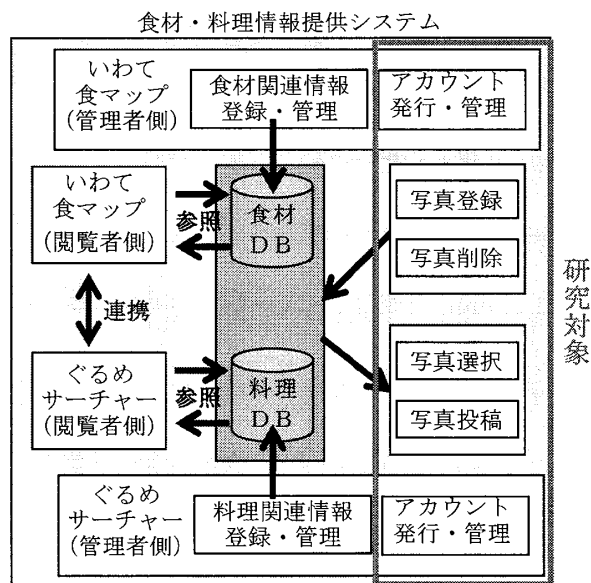 食材・料理情報提供システム
いわて
食マップ
(管理者側)
食材関連情報
登録・管理
アカウント
発行・管理
いわて
食マップ
(閲覧者側)
参照
食材
DB
写真登録
写真削除
連携
研究対象
ぐるめ
サーチャー
(閲覧者側)
参照
料理
DB
写真選択
写真投稿
ぐるめ
サーチャー
(管理者側)
料理関連情報
登録・管理
アカウント
発行・管理